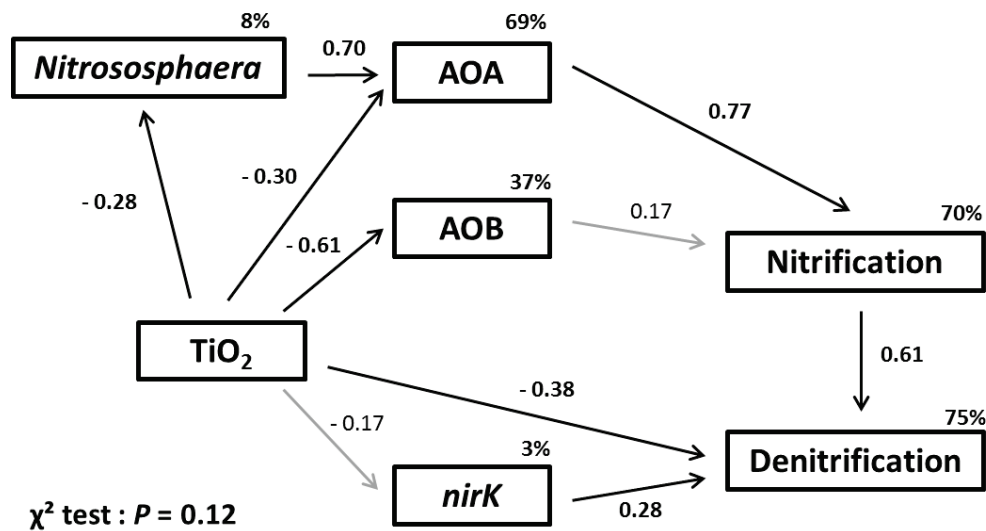 8%
Nitrososphaera
0.70
69%
AOA
0.77
- 0.28
- 0.30
- 0.61
37%
AOB
0.17
70%
Nitrification
TiO₂
- 0.38
0.61
- 0.17
3%
nirK
0.28
75%
Denitrification
χ² test : P = 0.12